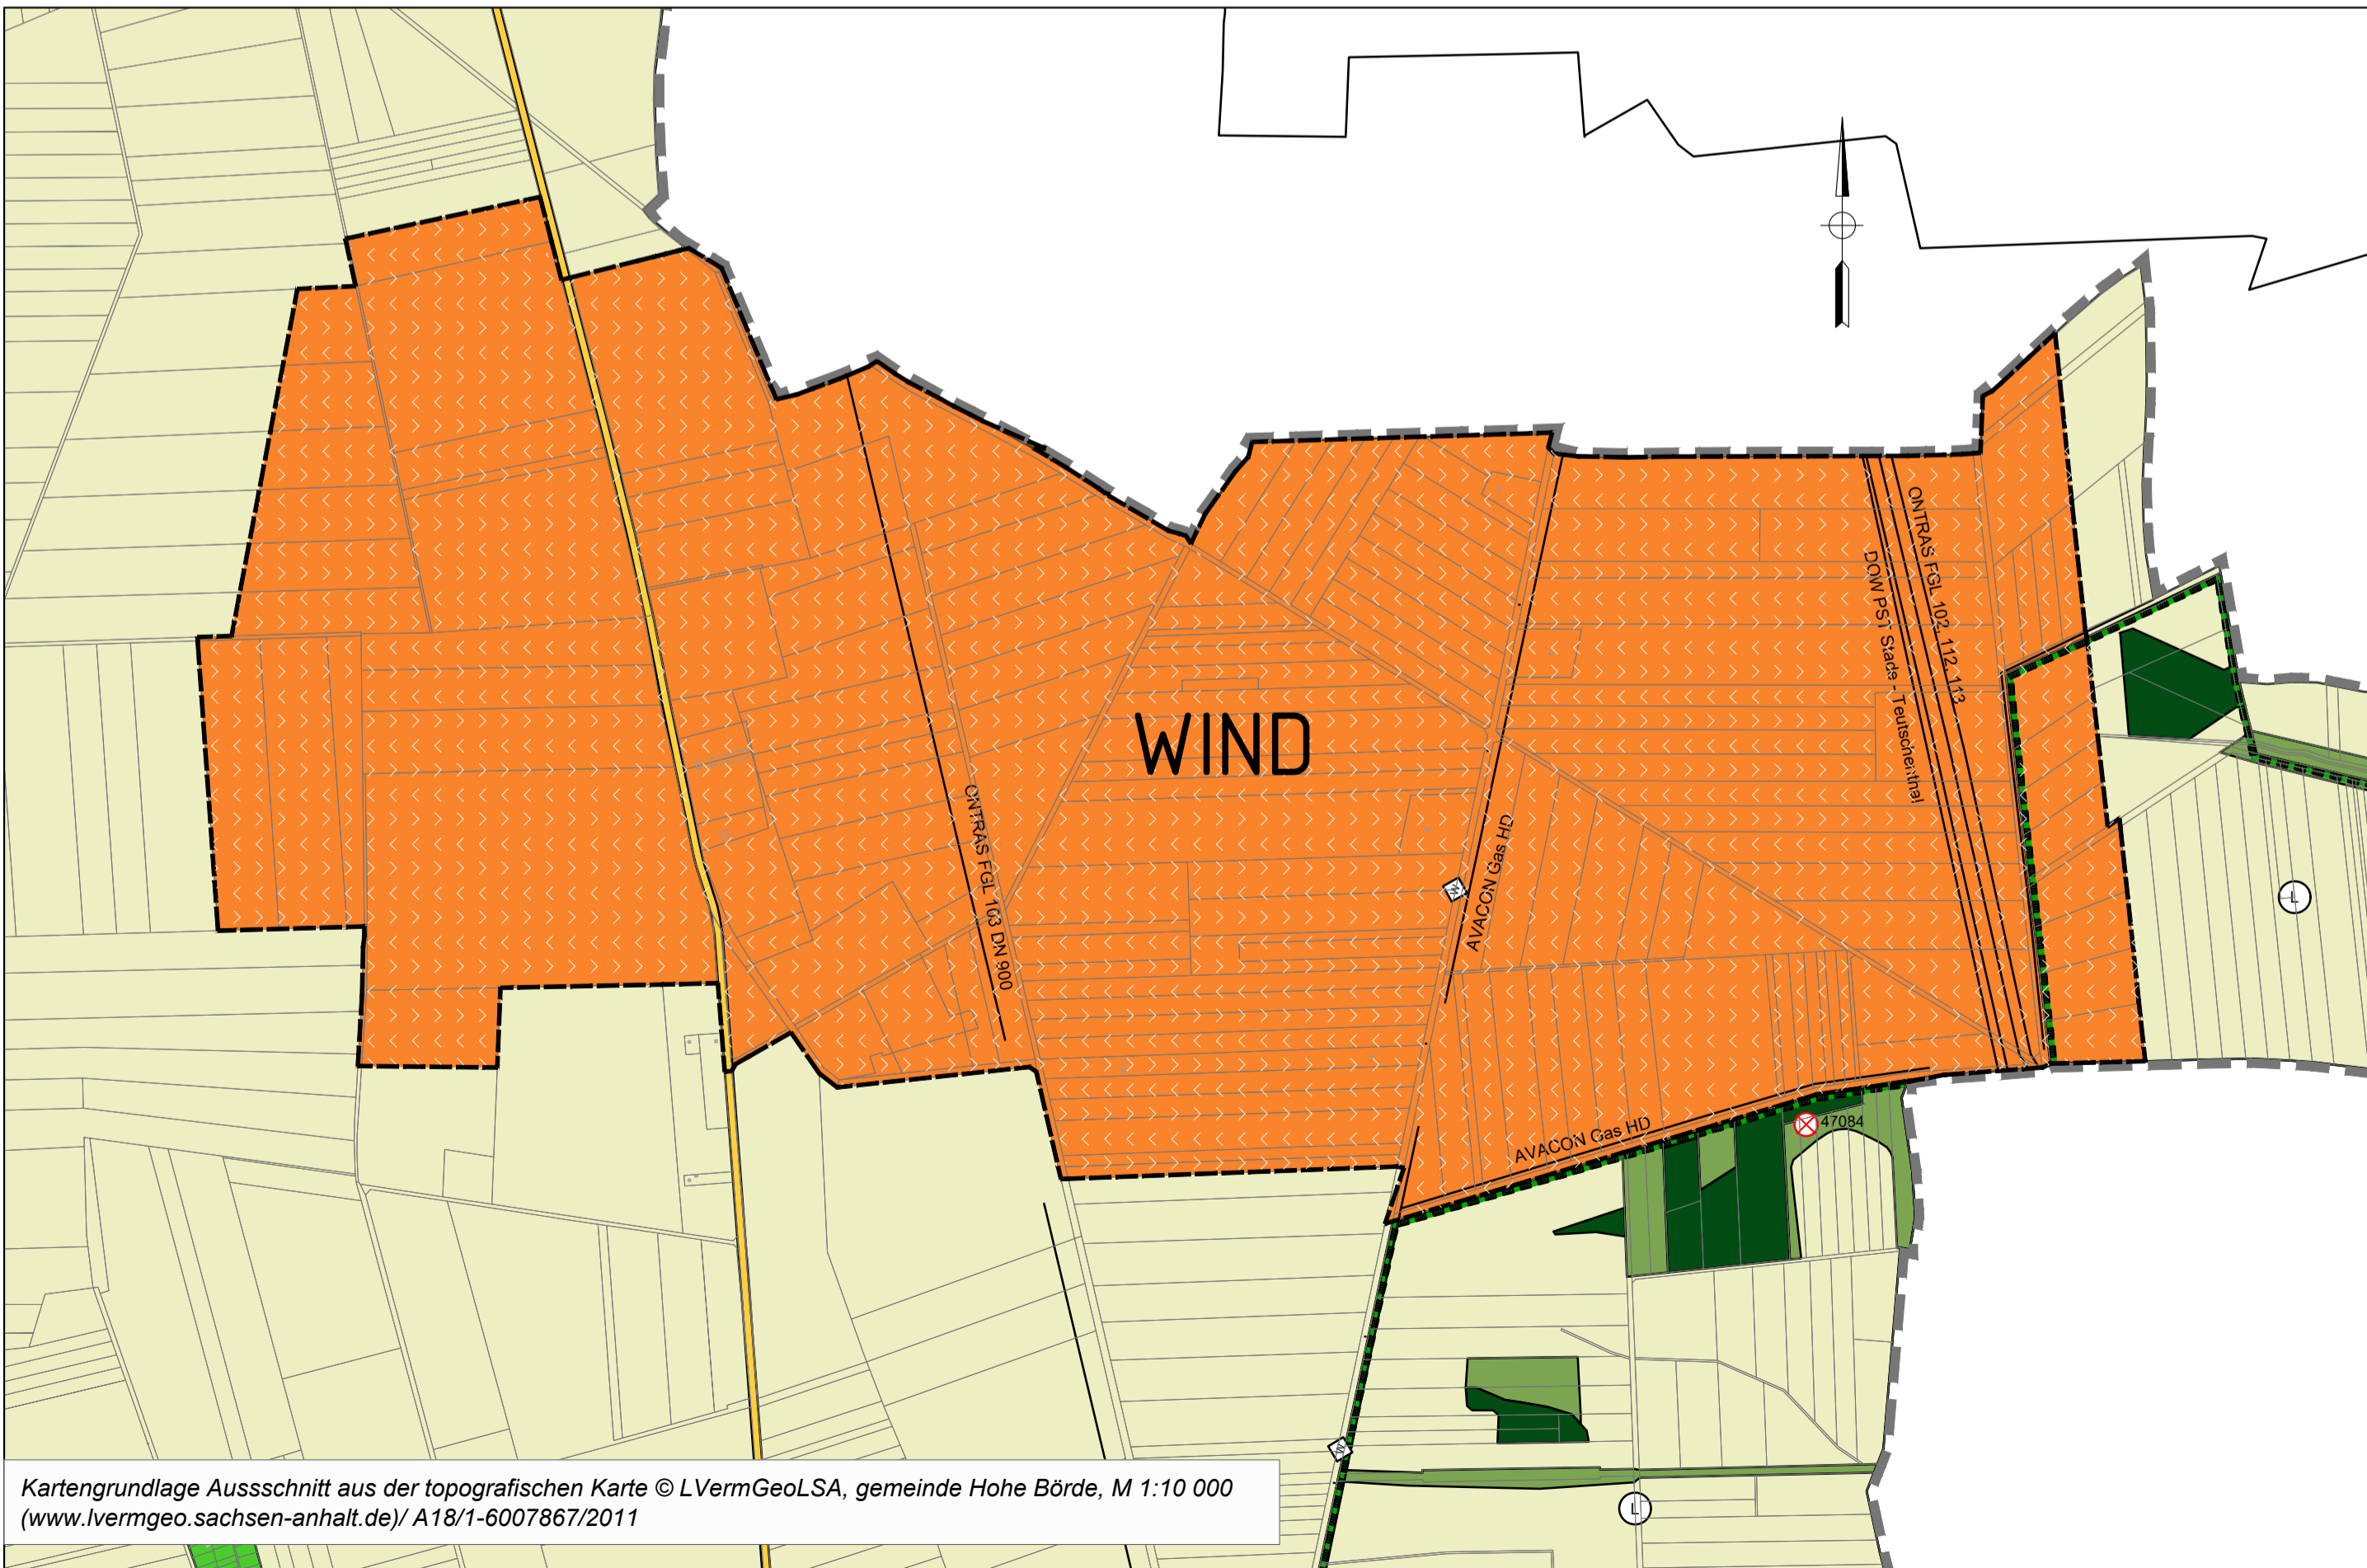 ONTRAS FGL 102, 112, 113
DOW PST Stade - Teutschenthal
WIND
ONTRAS FGL 103 DN 900
AVACON Gas HD
L
47084
AVACON Gas HD
L
Kartengrundlage Aussschnitt aus der topografischen Karte © LVermGeoLSA, gemeinde Hohe Börde, M 1:10 000
(www.lvermgeo.sachsen-anhalt.de)/ A18/1-6007867/2011